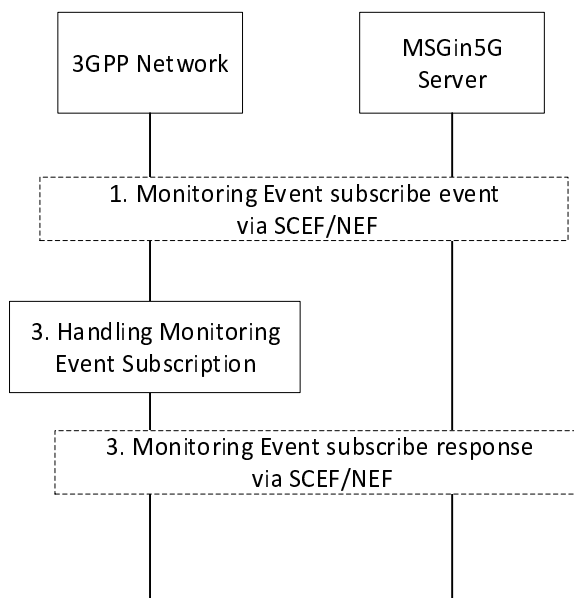 3GPP Network
MSGin5G
Server
1. Monitoring Event subscribe event
via SCEF/NEF
3. Handling Monitoring
Event Subscription
3. Monitoring Event subscribe response
via SCEF/NEF